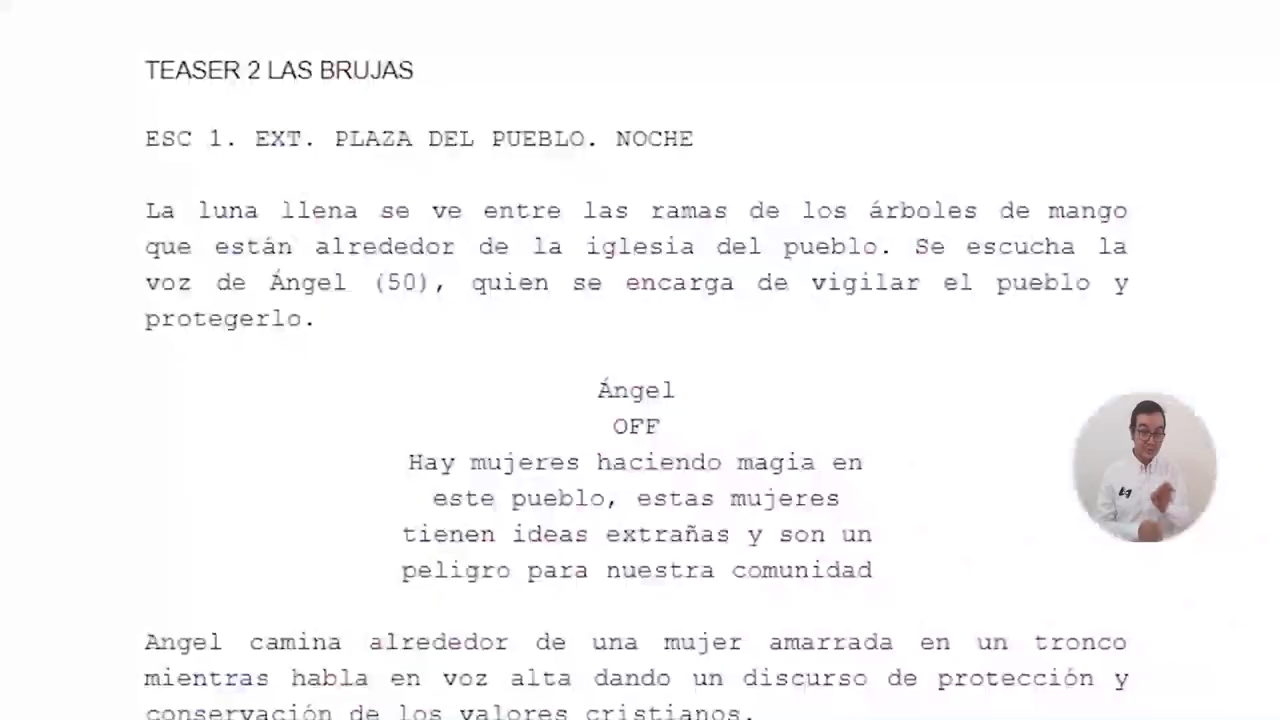 TEASER 2 LAS BRUJAS
ESC 1. EXT. PLAZA DEL PUEBLO. NOCHE
La luna llena se ve entre las ramas de los árboles de mango
que están alrededor de la iglesia del pueblo. Se escucha la
voz de Ángel (50), quien se encarga de vigilar el pueblo y
protegerlo.
Ángel
OFF
Hay mujeres haciendo magia en
este pueblo, estas mujeres
tienen ideas extrañas y son un
peligro para nuestra comunidad
Angel camina alrededor de una mujer amarrada en un tronco
mientras habla en voz alta dando un discurso de protección y
conservación de los valores cristianos.